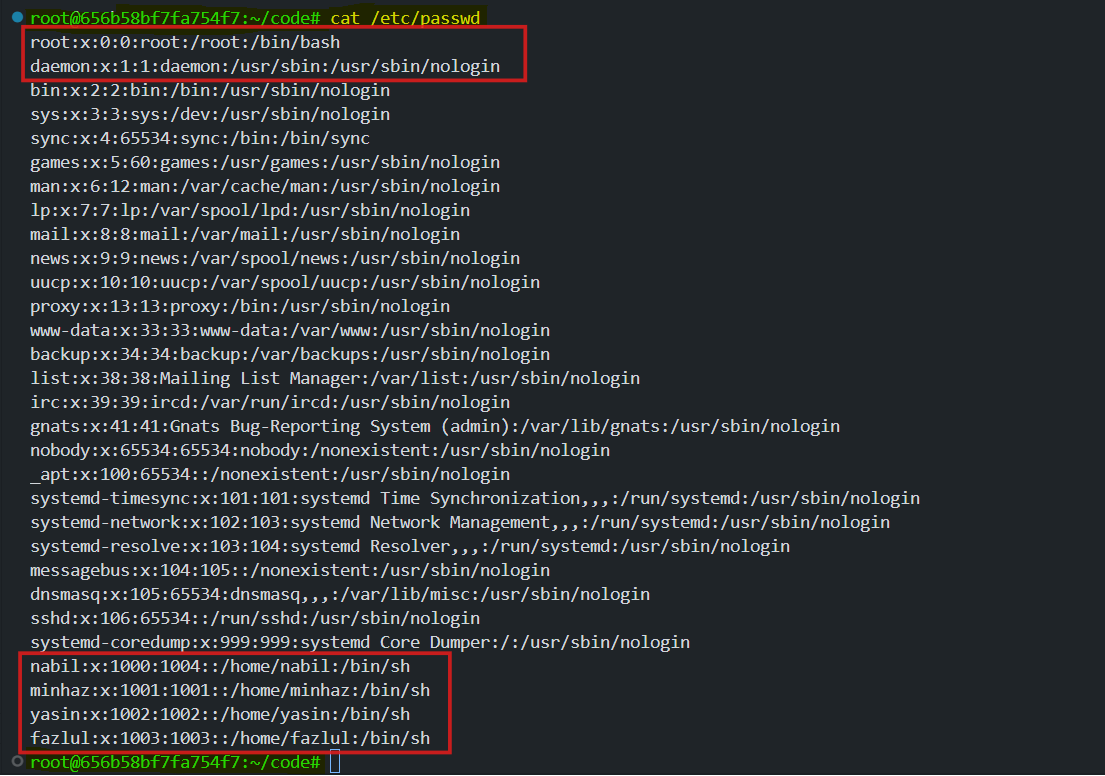 root@656b58bf7fa754f7:~/code# cat /etc/passwd
root:x:0:0:root:/root:/bin/bash
daemon:x:1:1:daemon:/usr/sbin:/usr/sbin/nologin
bin:x:2:2:bin:/bin:/usr/sbin/nologin
sys:x:3:3:sys:/dev:/usr/sbin/nologin
sync:x:4:65534:sync:/bin:/bin/sync
games:x:5:60:games:/usr/games:/usr/sbin/nologin
man:x:6:12:man:/var/cache/man:/usr/sbin/nologin
lp:x:7:7:lp:/var/spool/lpd:/usr/sbin/nologin
mail:x:8:8:mail:/var/mail:/usr/sbin/nologin
news:x:9:9:news:/var/spool/news:/usr/sbin/nologin
uucp:x:10:10:uucp:/var/spool/uucp:/usr/sbin/nologin
proxy:x:13:13:proxy:/bin:/usr/sbin/nologin
www-data:x:33:33:www-data:/var/www:/usr/sbin/nologin
backup:x:34:34:backup:/var/backups:/usr/sbin/nologin
list:x:38:38:Mailing List Manager:/var/list:/usr/sbin/nologin
irc:x:39:39:ircd:/var/run/ircd:/usr/sbin/nologin
gnats:x:41:41:Gnats Bug-Reporting System (admin):/var/lib/gnats:/usr/sbin/nologin
nobody:x:65534:65534:nobody:/nonexistent:/usr/sbin/nologin
_apt:x:100:65534::/nonexistent:/usr/sbin/nologin
systemd-timesync:x:101:101:systemd Time Synchronization,,,:/run/systemd:/usr/sbin/nologin
systemd-network:x:102:103:systemd Network Management,,,:/run/systemd:/usr/sbin/nologin
systemd-resolve:x:103:104:systemd Resolver,,,:/run/systemd:/usr/sbin/nologin
messagebus:x:104:105::/nonexistent:/usr/sbin/nologin
dnsmasq:x:105:65534:dnsmasq,,,:/var/lib/misc:/usr/sbin/nologin
sshd:x:106:65534::/run/sshd:/usr/sbin/nologin
systemd-coredump:x:999:999:systemd Core Dumper:/:/usr/sbin/nologin
nabil:x:1000:1004::/home/nabil:/bin/sh
minhaz:x:1001:1001::/home/minhaz:/bin/sh
yasin:x:1002:1002::/home/yasin:/bin/sh
fazlul:x:1003:1003::/home/fazlul:/bin/sh
root@656b58bf7fa754f7:~/code#